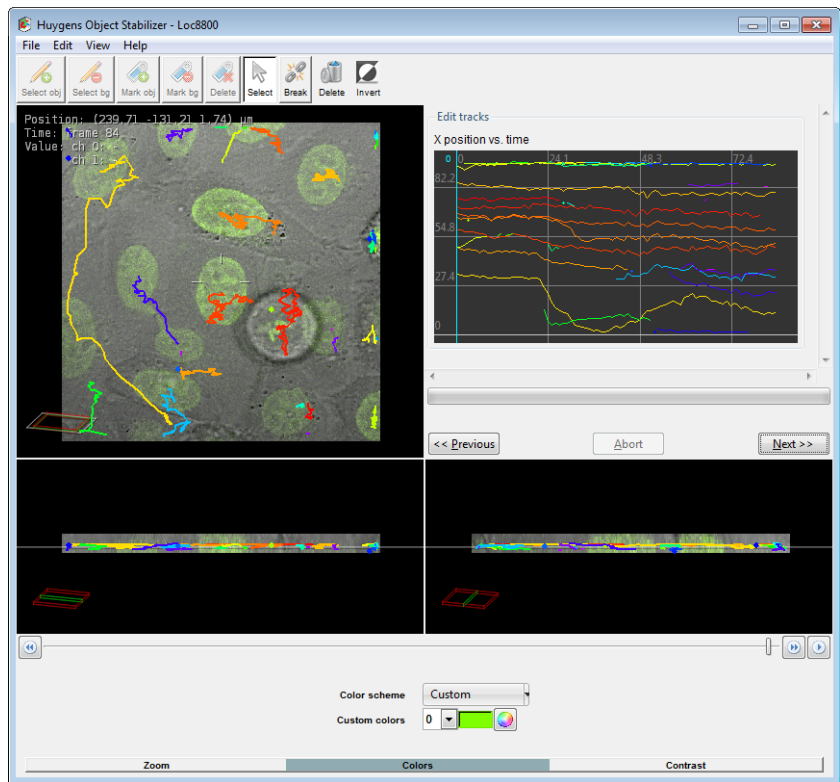 Huygens Object Stabilizer - Loc8800
File Edit View Help
Select obj Select bg Mark obj Mark bg Delete Select Break Delete Invert
Position: (239.71 -131.21 1.74) µm
Time: frame 84
Value: ch 0: -
ch 1: -
Edit tracks
X position vs. time
0 0 24.1 48.3 72.4
82.2
54.8
27.4
0
<< Previous Abort Next >>
Color scheme Custom
Custom colors 0
Zoom Colors Contrast